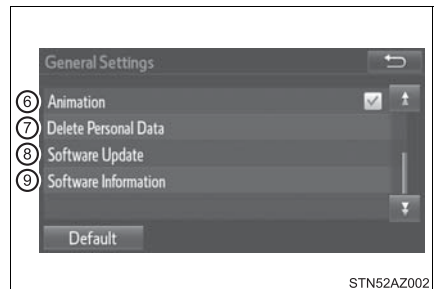 General Settings
⑥ Animation
⑦ Delete Personal Data
⑧ Software Update
⑨ Software Information
Default
STN52AZ002